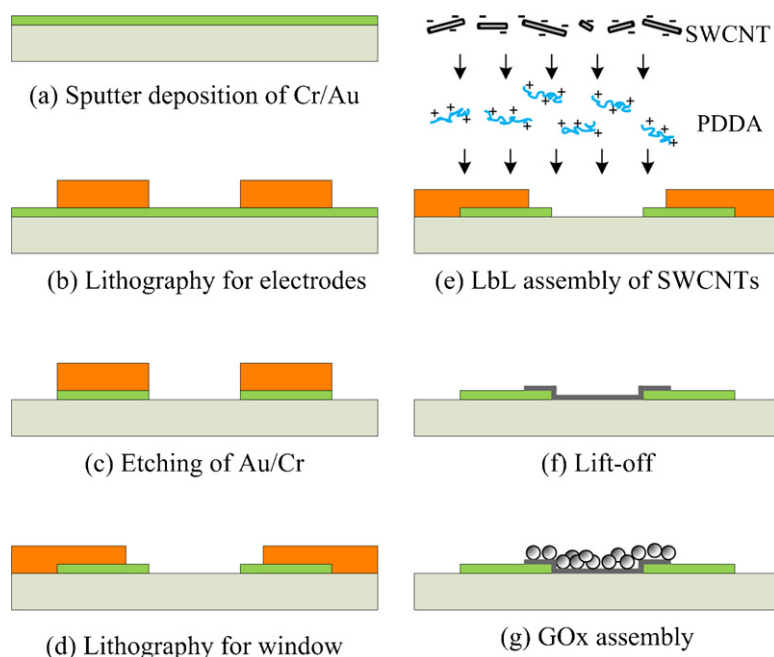 (a) Sputter deposition of Cr/Au
(b) Lithography for electrodes
(c) Etching of Au/Cr
(d) Lithography for window
SWCNT
PDDA
(e) LbL assembly of SWCNTs
(f) Lift-off
(g) GOx assembly